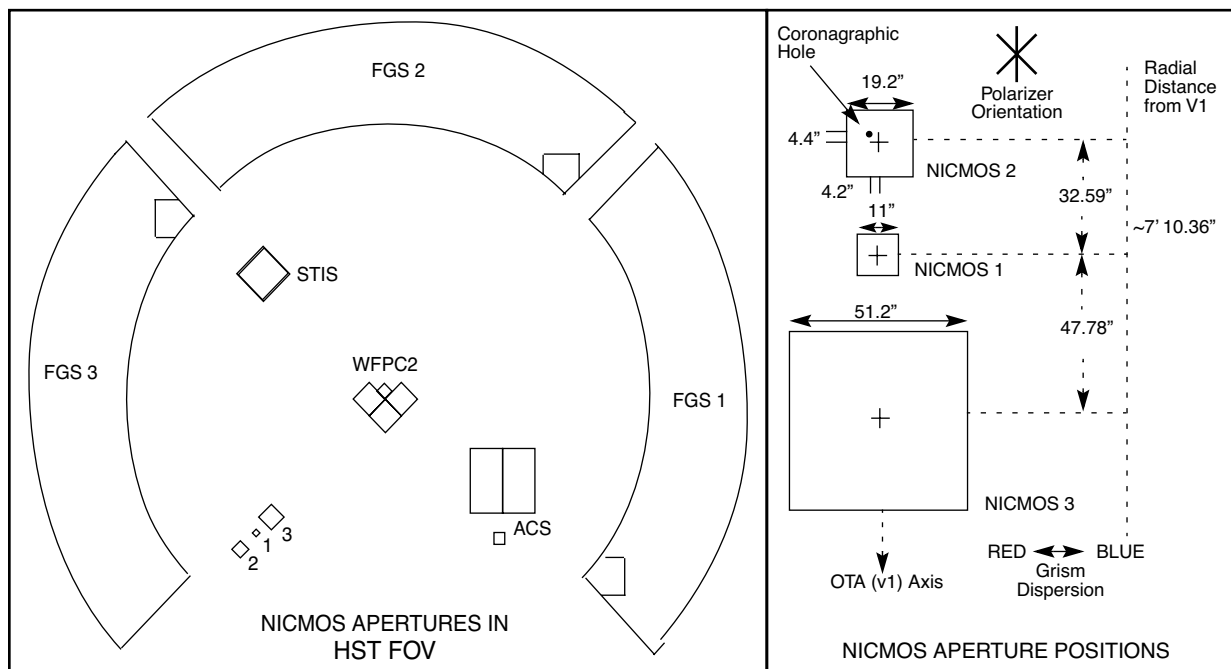 FGS 2
FGS 3
STIS
WFPC2
FGS 1
ACS
3
1
2
NICMOS APERTURES IN
HST FOV
Coronagraphic
Hole
19.2”
Polarizer
Orientation
Radial
Distance
from V1
4.4”
NICMOS 2
4.2”
32.59”
11”
~7’ 10.36”
NICMOS 1
51.2”
47.78”
NICMOS 3
RED
BLUE
Grism
Dispersion
OTA (v1) Axis
NICMOS APERTURE POSITIONS